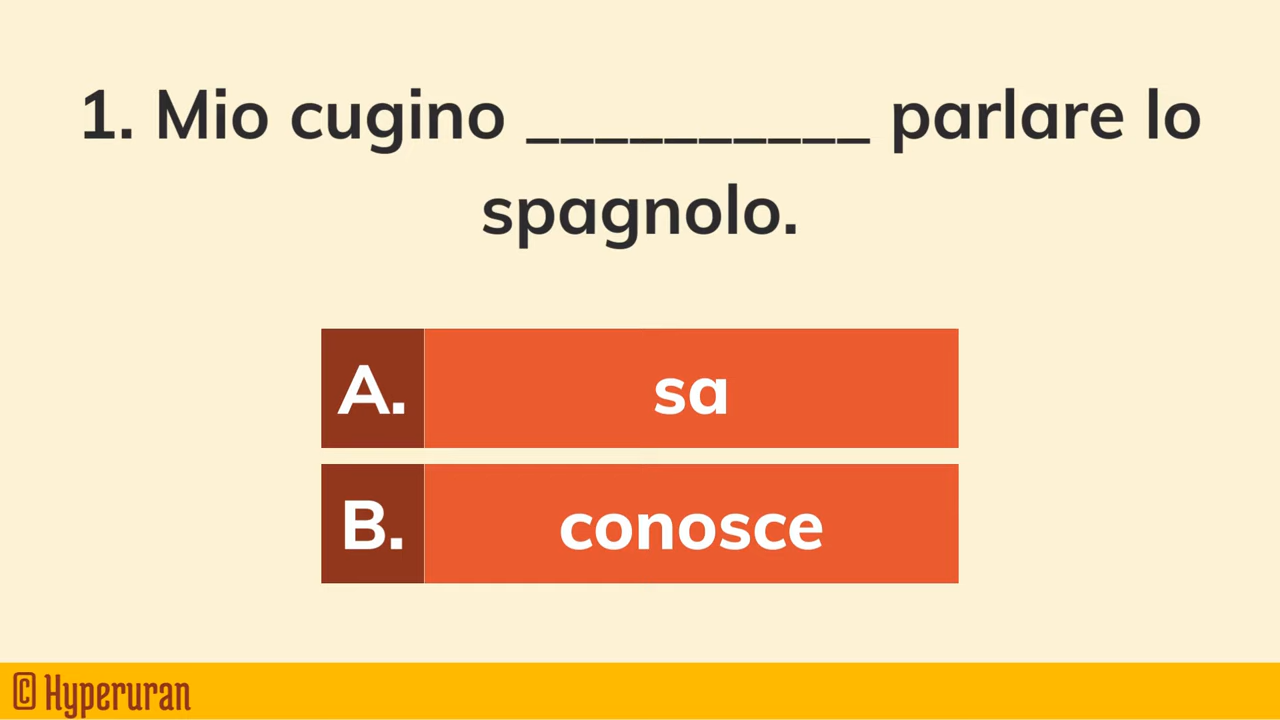 1. Mio cugino __________ parlare lo
spagnolo.
A. sa
B. conosce
© Hyperuran